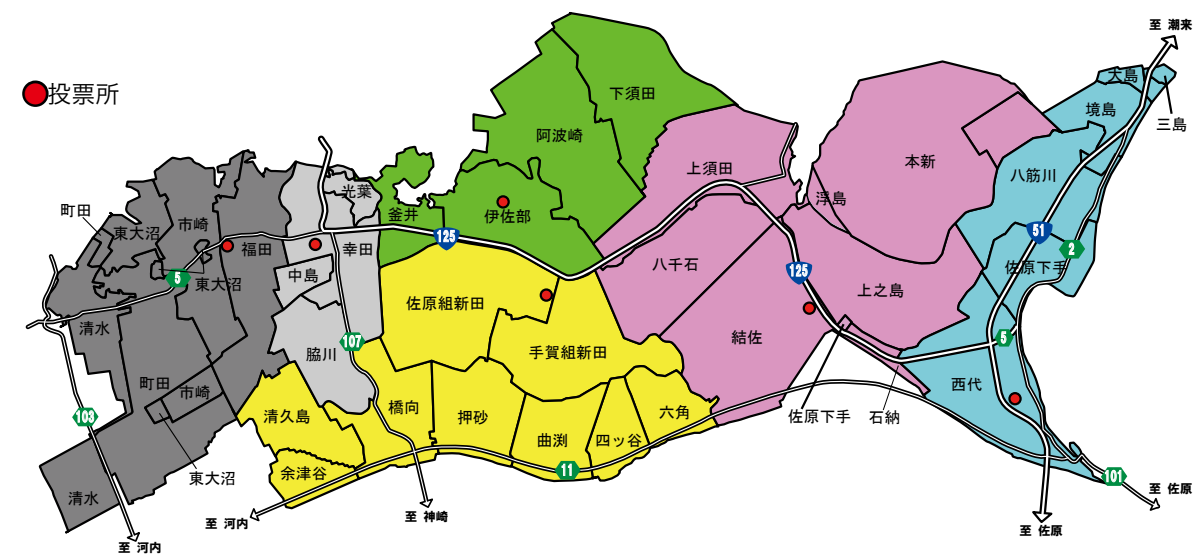 至 潮来
投票所
大島
三島
境島
下須田
阿波崎
上須田
本新
八筋川
浮島
光葉
釜井
伊佐部
町田
東大沼
市崎
福田
幸田
125
51
2
佐原下手
中島
5
東大沼
八千石
125
上之島
佐原組新田
清水
107
脇川
手賀組新田
結佐
5
町田
市崎
西代
103
清久島
橋向
押砂
曲渕
四ッ谷
六角
佐原下手
石納
余津谷
東大沼
11
清水
101
至 佐原
至 河内
至 神崎
至 佐原
至 河内